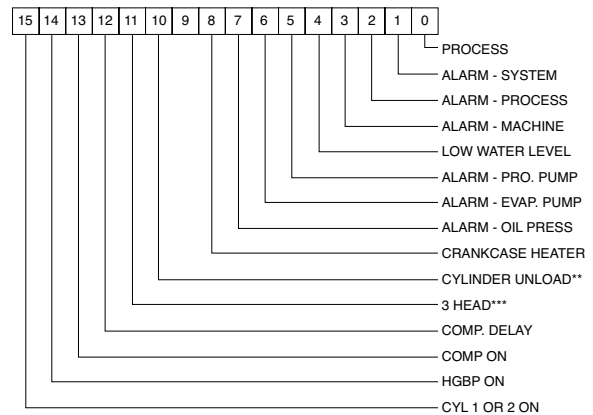 15 14 13 12 11 10 9 8 7 6 5 4 3 2 1 0
PROCESS
ALARM - SYSTEM
ALARM - PROCESS
ALARM - MACHINE
LOW WATER LEVEL
ALARM - PRO. PUMP
ALARM - EVAP. PUMP
ALARM - OIL PRESS
CRANKCASE HEATER
CYLINDER UNLOAD**
3 HEAD***
COMP. DELAY
COMP ON
HGBP ON
CYL 1 OR 2 ON